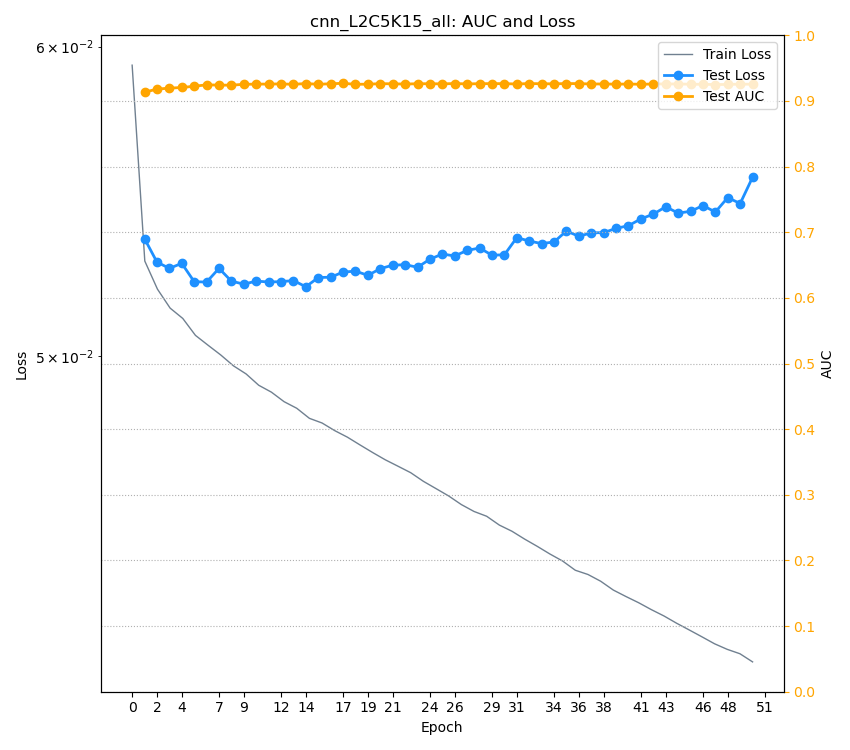 cnn_L2C5K15_all: AUC and Loss
6 × 10⁻²
5 × 10⁻²
Loss
Train Loss
Test Loss
Test AUC
1.0
0.9
0.8
0.7
0.6
0.5
0.4
0.3
0.2
0.1
0.0
AUC
0 2 4 7 9 12 14 17 19 21 24 26 29 31 34 36 38 41 43 46 48 51
Epoch